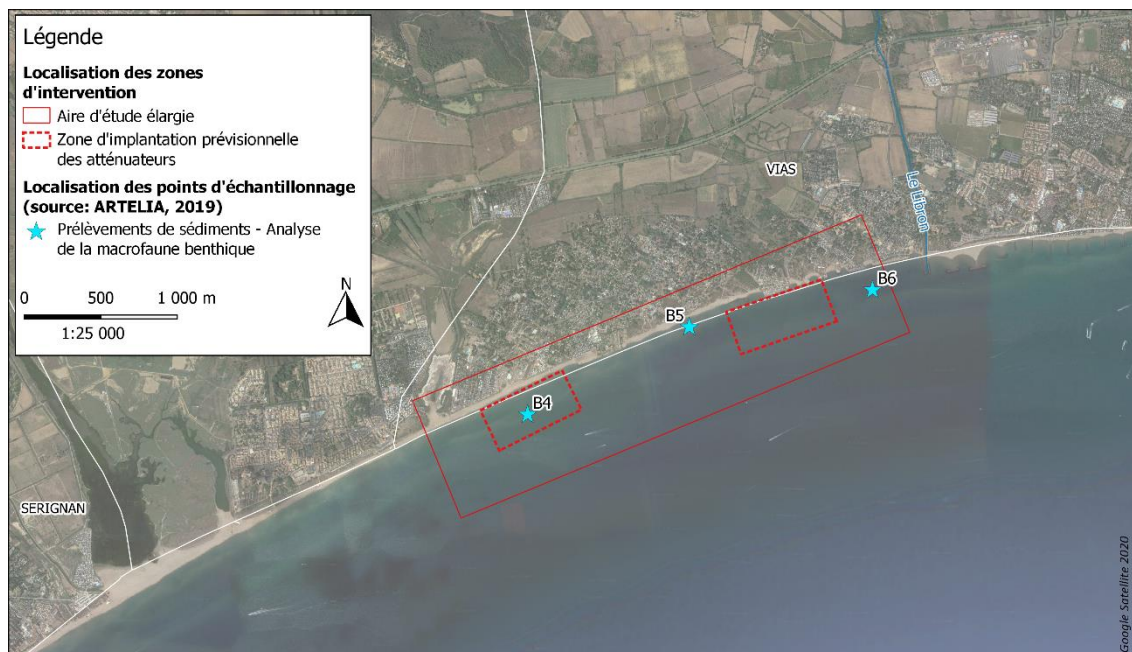 Légende
Localisation des zones
d'intervention
Aire d'étude élargie
Zone d'implantation prévisionnelle
des atténuateurs
Localisation des points d'échantillonnage
(source: ARTELIA, 2019)
Prélèvements de sédiments - Analyse
de la macrofaune benthique
0 500 1 000 m
1:25 000
N
VIAS
Le Libron
B6
B5
B4
SERIGNAN
Google Satellite 2020